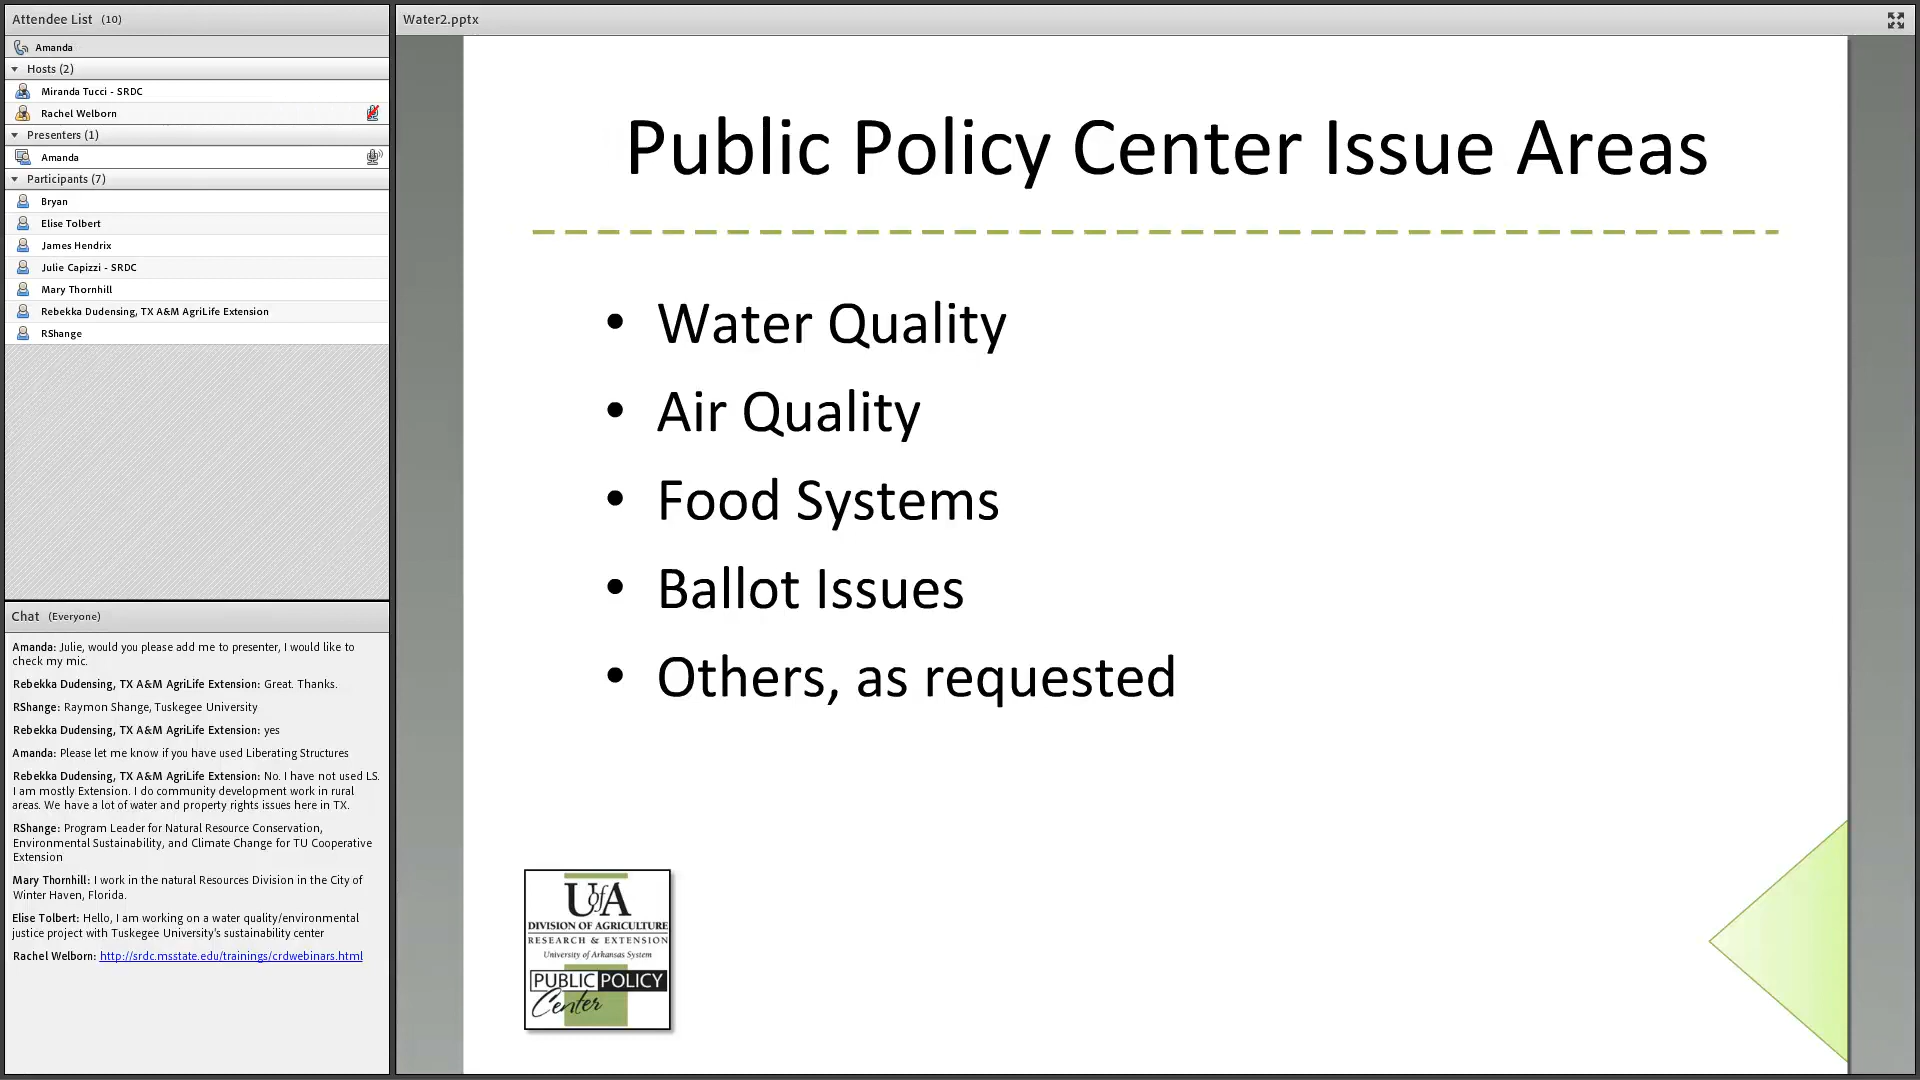 Attendee List (10)
Amanda
Hosts (2)
Miranda Tucci - SRDC
Rachel Welborn
Presenters (1)
Amanda
Participants (7)
Bryan
Elise Tolbert
James Hendrix
Julie Capizzi - SRDC
Mary Thornhill
Rebekka Dudensing, TX A&M AgriLife Extension
RShange
Chat (Everyone)
Amanda: Julie, would you please add me to presenter, I would like to
check my mic.
Rebekka Dudensing, TX A&M AgriLife Extension: Great. Thanks.
RShange: Raymon Shange, Tuskegee University
Rebekka Dudensing, TX A&M AgriLife Extension: yes
Amanda: Please let me know if you have used Liberating Structures
Rebekka Dudensing, TX A&M AgriLife Extension: No. I have not used LS.
I am mostly Extension. I do community development work in rural
areas. We have a lot of water and property rights issues here in TX.
RShange: Program Leader for Natural Resource Conservation,
Environmental Sustainability, and Climate Change for TU Cooperative
Extension
Mary Thornhill: I work in the natural Resources Division in the City of
Winter Haven, Florida.
Elise Tolbert: Hello, I am working on a water quality/environmental
justice project with Tuskegee University's sustainability center
Rachel Welborn: http://srdc.msstate.edu/trainings/crdwebinars.html
Water2.pptx
Public Policy Center Issue Areas
• Water Quality
• Air Quality
• Food Systems
• Ballot Issues
• Others, as requested
UofA
DIVISION OF AGRICULTURE
RESEARCH & EXTENSION
University of Arkansas System
PUBLIC POLICY
Center